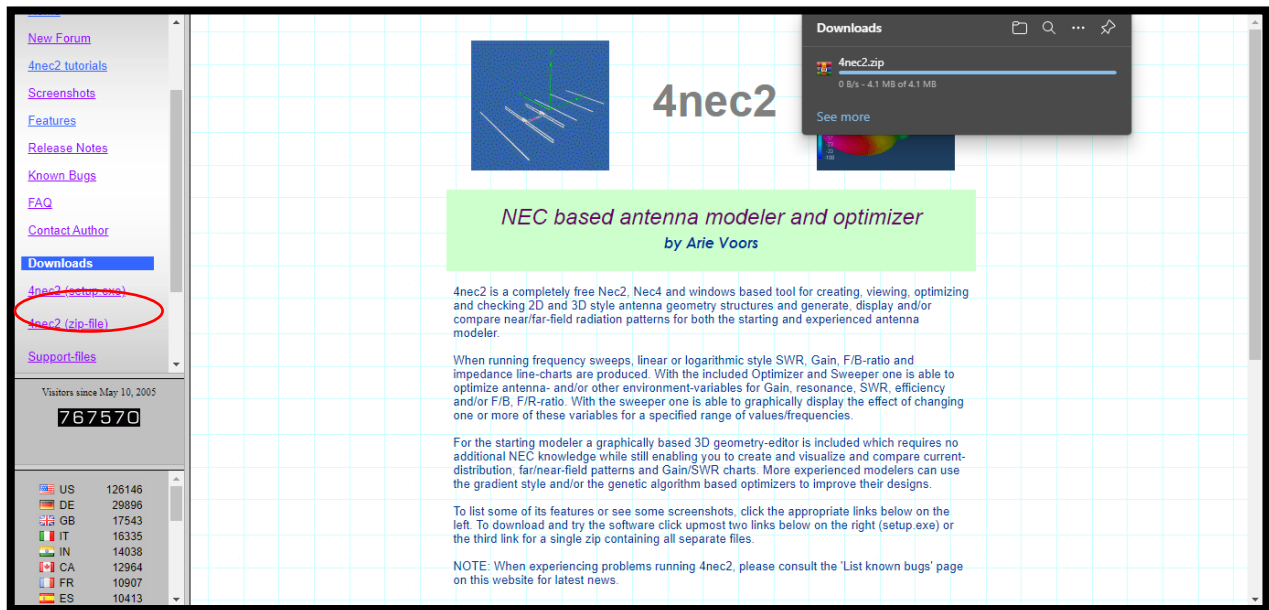 New Forum
4nec2 tutorials
Screenshots
Features
Release Notes
Known Bugs
FAQ
Contact Author
Downloads
4nec2 (setup.exe)
4nec2 (zip-file)
Support-files
Visitors since May 10, 2005
767570
US 126146
DE 29896
GB 17543
IT 16335
IN 14038
CA 12964
FR 10907
ES 10413
4nec2
Downloads
4nec2.zip
0 B/s - 4.1 MB of 4.1 MB
See more
NEC based antenna modeler and optimizer
by Arie Voors
4nec2 is a completely free Nec2, Nec4 and windows based tool for creating, viewing, optimizing
and checking 2D and 3D style antenna geometry structures and generate, display and/or
compare near/far-field radiation patterns for both the starting and experienced antenna
modeler.
When running frequency sweeps, linear or logarithmic style SWR, Gain, F/B-ratio and
impedance line-charts are produced. With the included Optimizer and Sweeper one is able to
optimize antenna- and/or other environment-variables for Gain, resonance, SWR, efficiency
and/or F/B, F/R-ratio. With the sweeper one is able to graphically display the effect of changing
one or more of these variables for a specified range of values/frequencies.
For the starting modeler a graphically based 3D geometry-editor is included which requires no
additional NEC knowledge while still enabling you to create and visualize and compare current-
distribution, far/near-field patterns and Gain/SWR charts. More experienced modelers can use
the gradient style and/or the genetic algorithm based optimizers to improve their designs.
To list some of its features or see some screenshots, click the appropriate links below on the
left. To download and try the software click upmost two links below on the right (setup.exe) or
the third link for a single zip containing all separate files.
NOTE: When experiencing problems running 4nec2, please consult the 'List known bugs' page
on this website for latest news.